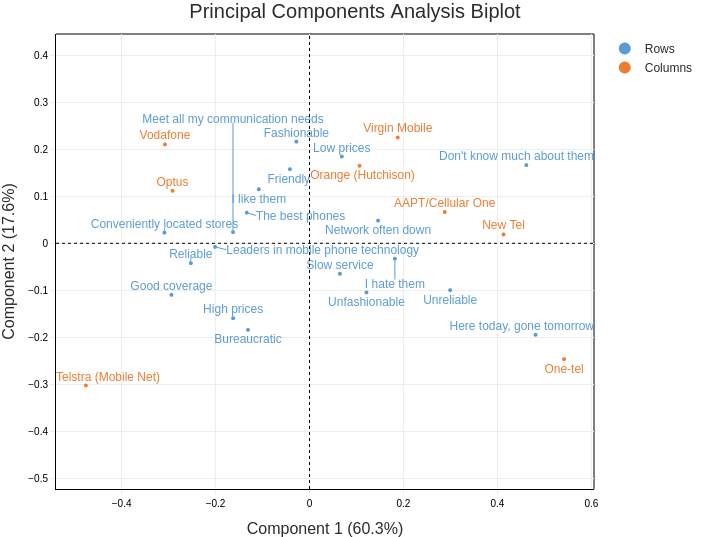 Principal Components Analysis Biplot
Rows
Columns
0.4
0.3
0.2
0.1
0
−0.1
−0.2
−0.3
−0.4
−0.5
Component 2 (17.6%)
Meet all my communication needs
Vodafone
Fashionable
Virgin Mobile
Low prices
Don't know much about them
Optus
Friendly
Orange (Hutchison)
I like them
AAPT/Cellular One
The best phones
Conveniently located stores
Network often down
New Tel
Reliable
Leaders in mobile phone technology
Slow service
Good coverage
I hate them
Unfashionable
Unreliable
High prices
Here today, gone tomorrow
Bureaucratic
Telstra (Mobile Net)
One-tel
−0.4
−0.2
0
0.2
0.4
0.6
Component 1 (60.3%)